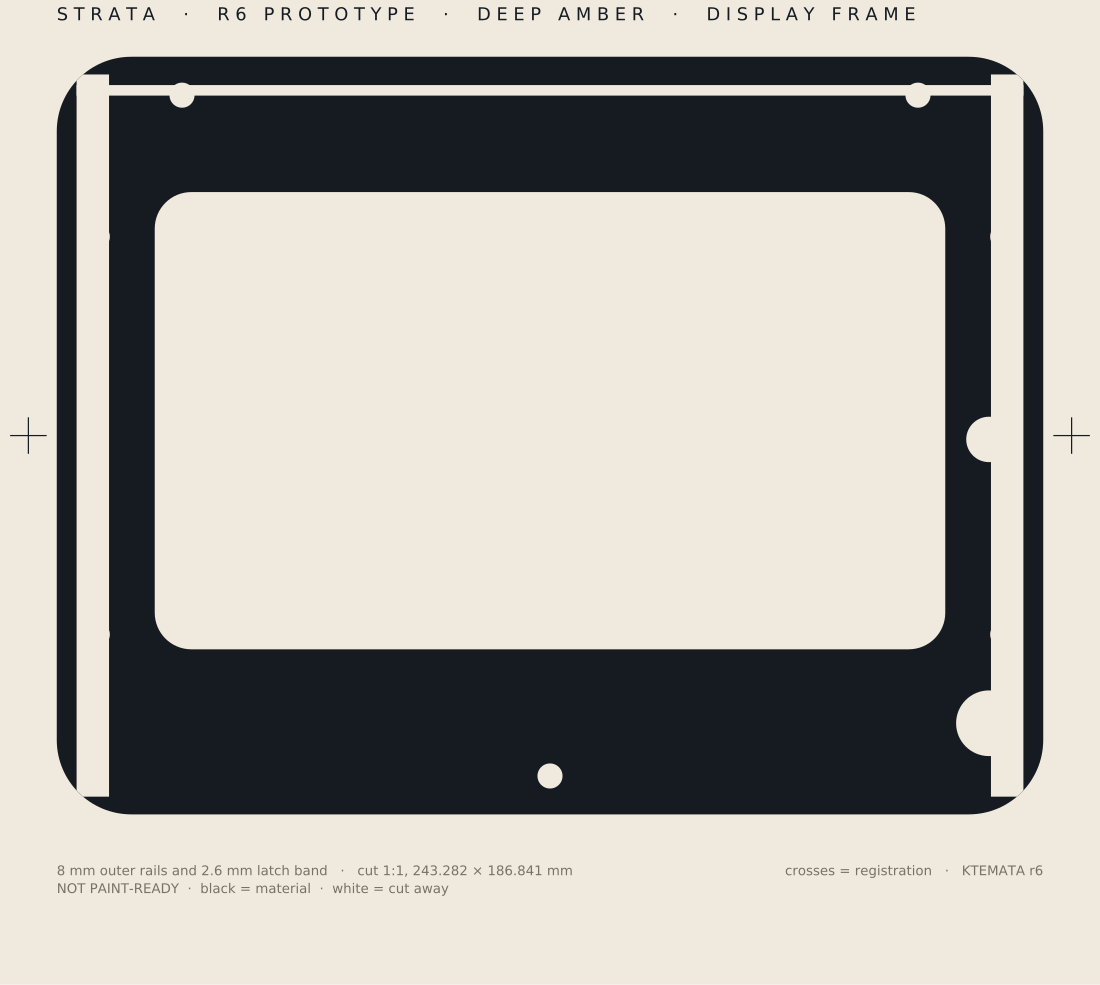 STRATA · R6 PROTOTYPE · DEEP AMBER · DISPLAY FRAME
8 mm outer rails and 2.6 mm latch band · cut 1:1, 243.282 × 186.841 mm
crosses = registration · KTEMATA r6
NOT PAINT-READY · black = material · white = cut away